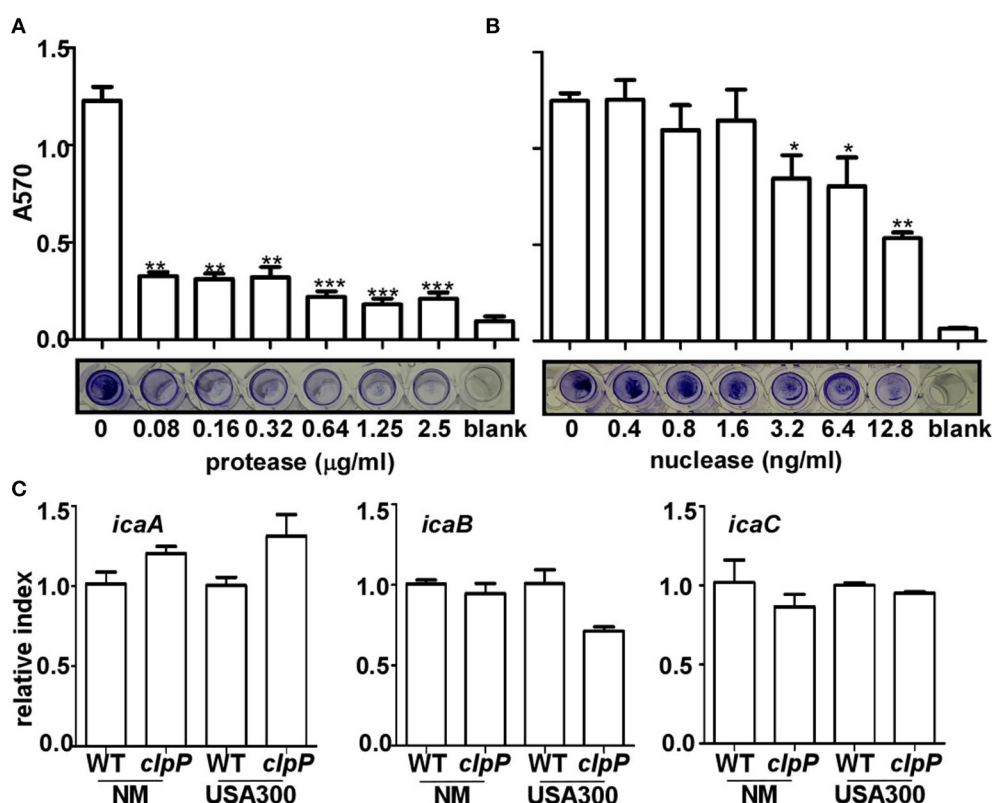 A
B
1.5
1.0
0.5
0.0
A570
** ** ** *** *** ***
* * **
0 0.08 0.16 0.32 0.64 1.25 2.5 blank
protease (μg/ml)
0 0.4 0.8 1.6 3.2 6.4 12.8 blank
nuclease (ng/ml)
C
relative index
1.5
1.0
0.5
0.0
icaA
WT clpP WT clpP
NM USA300
1.5
1.0
0.5
0.0
icaB
WT clpP WT clpP
NM USA300
1.5
1.0
0.5
0.0
icaC
WT clpP WT clpP
NM USA300